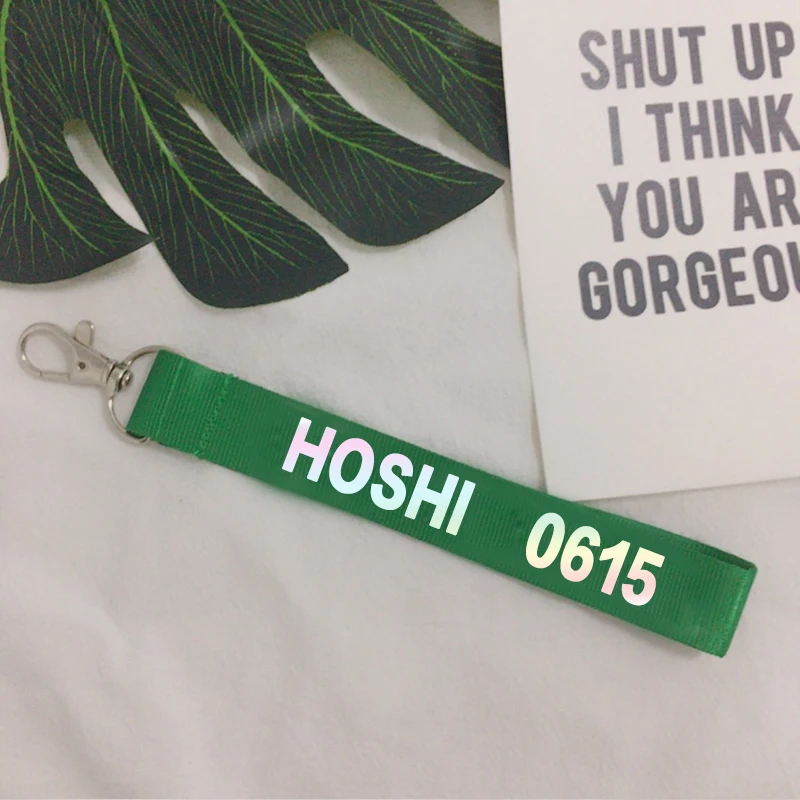 SHUT UP
I THINK
YOU AR
GORGEOU
HOSHI 0615